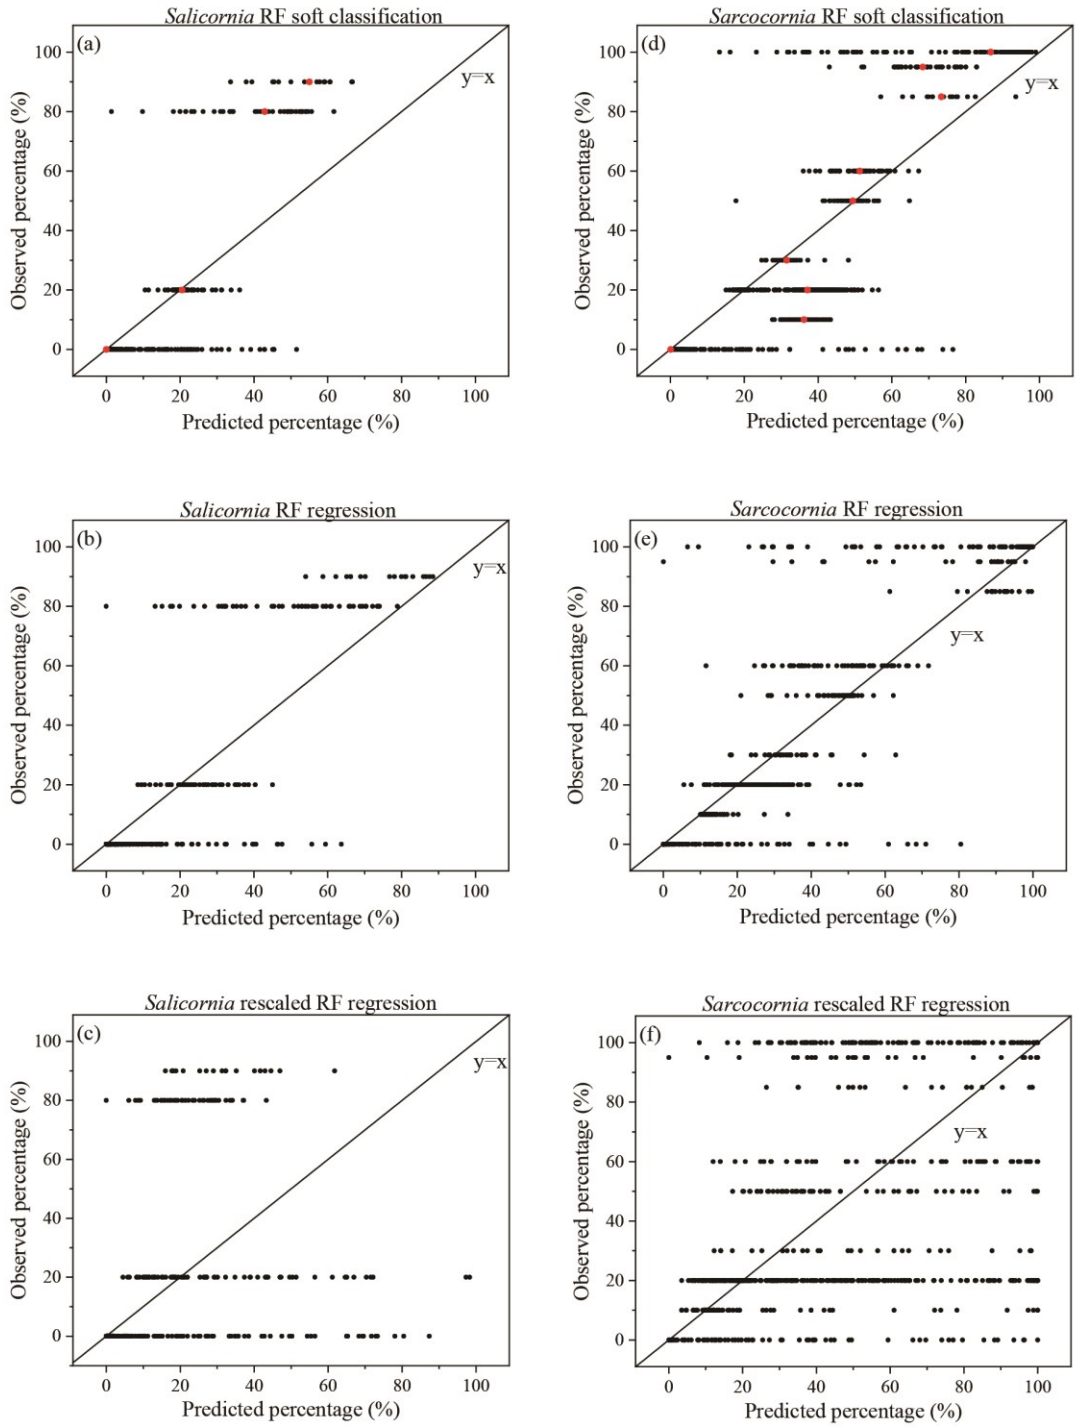 Salicornia RF soft classification
(a)
y=x
100
80
60
40
20
0
Observed percentage (%)
0 20 40 60 80 100
Predicted percentage (%)
Sarcocornia RF soft classification
(d)
y=x
100
80
60
40
20
0
Observed percentage (%)
0 20 40 60 80 100
Predicted percentage (%)
Salicornia RF regression
(b)
y=x
100
80
60
40
20
0
Observed percentage (%)
0 20 40 60 80 100
Predicted percentage (%)
Sarcocornia RF regression
(e)
y=x
100
80
60
40
20
0
Observed percentage (%)
0 20 40 60 80 100
Predicted percentage (%)
Salicornia rescaled RF regression
(c)
y=x
100
80
60
40
20
0
Observed percentage (%)
0 20 40 60 80 100
Predicted percentage (%)
Sarcocornia rescaled RF regression
(f)
y=x
100
80
60
40
20
0
Observed percentage (%)
0 20 40 60 80 100
Predicted percentage (%)